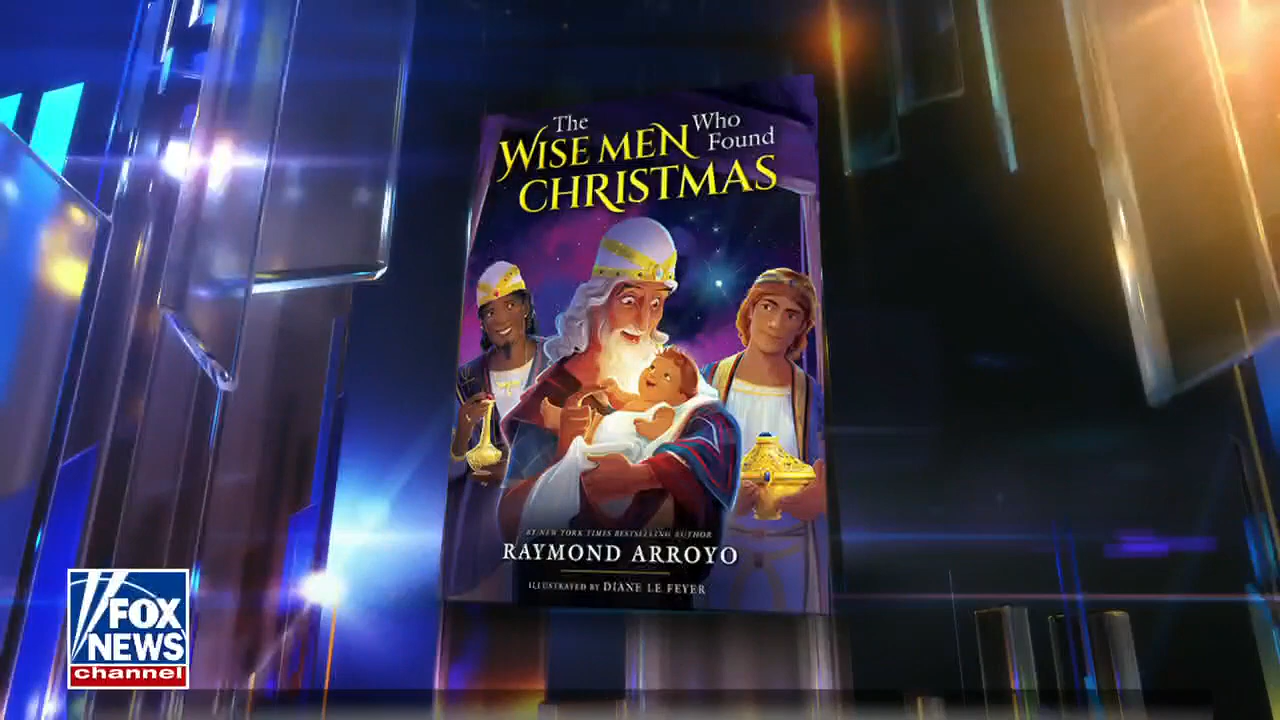 The
WISE MEN
Who
Found
CHRISTMAS
BY NEW YORK TIMES BESTSELLING AUTHOR
RAYMOND ARROYO
ILLUSTRATED BY DIANE LE FEYER
FOX
NEWS
channel